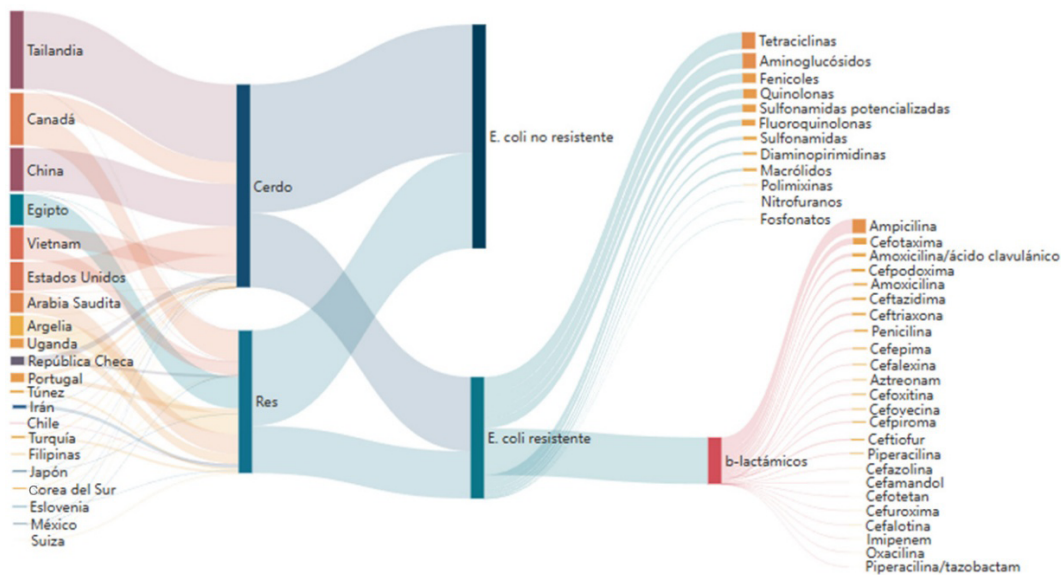 Tailandia
Canadá
China
Egipto
Vietnam
Estados Unidos
Arabia Saudita
Argelia
Uganda
República Checa
Portugal
Túnez
Irán
Chile
Turquía
Filipinas
Japón
Corea del Sur
Eslovenia
México
Suiza
Cerdo
Res
E. coli no resistente
E. coli resistente
Tetraciclinas
Aminoglucósidos
Fenicoles
Quinolonas
Sulfonamidas potencializadas
Fluoroquinolonas
Sulfonamidas
Diaminopirimidinas
Macrólidos
Polimixinas
Nitrofuranos
Fosfonatos
b-lactámicos
Ampicilina
Cefotaxima
Amoxicilina/ácido clavulánico
Cefpodoxima
Amoxicilina
Ceftazidima
Ceftriaxona
Penicilina
Cefepima
Cefalexina
Aztreonam
Cefoxitina
Cefovecina
Cefpiroma
Ceftiofur
Piperacilina
Cefazolina
Cefamandol
Cefotetan
Cefuroxima
Cefalotina
Imipenem
Oxacilina
Piperacilina/tazobactam